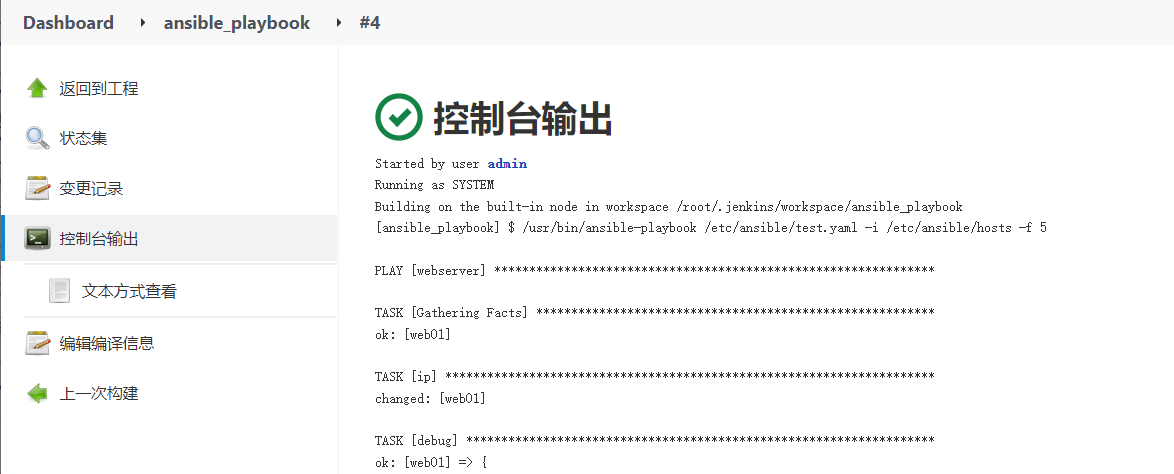 Dashboard ansible_playbook #4
返回到工程
状态集
变更记录
控制台输出
文本方式查看
编辑编译信息
上一次构建
控制台输出
Started by user admin
Running as SYSTEM
Building on the built-in node in workspace /root/.jenkins/workspace/ansible_playbook
[ansible_playbook] $ /usr/bin/ansible-playbook /etc/ansible/test.yaml -i /etc/ansible/hosts -f 5
PLAY [webserver] ***************************************************************
TASK [Gathering Facts] *********************************************************
ok: [web01]
TASK [ip] **********************************************************************
changed: [web01]
TASK [debug] *******************************************************************
ok: [web01] => {